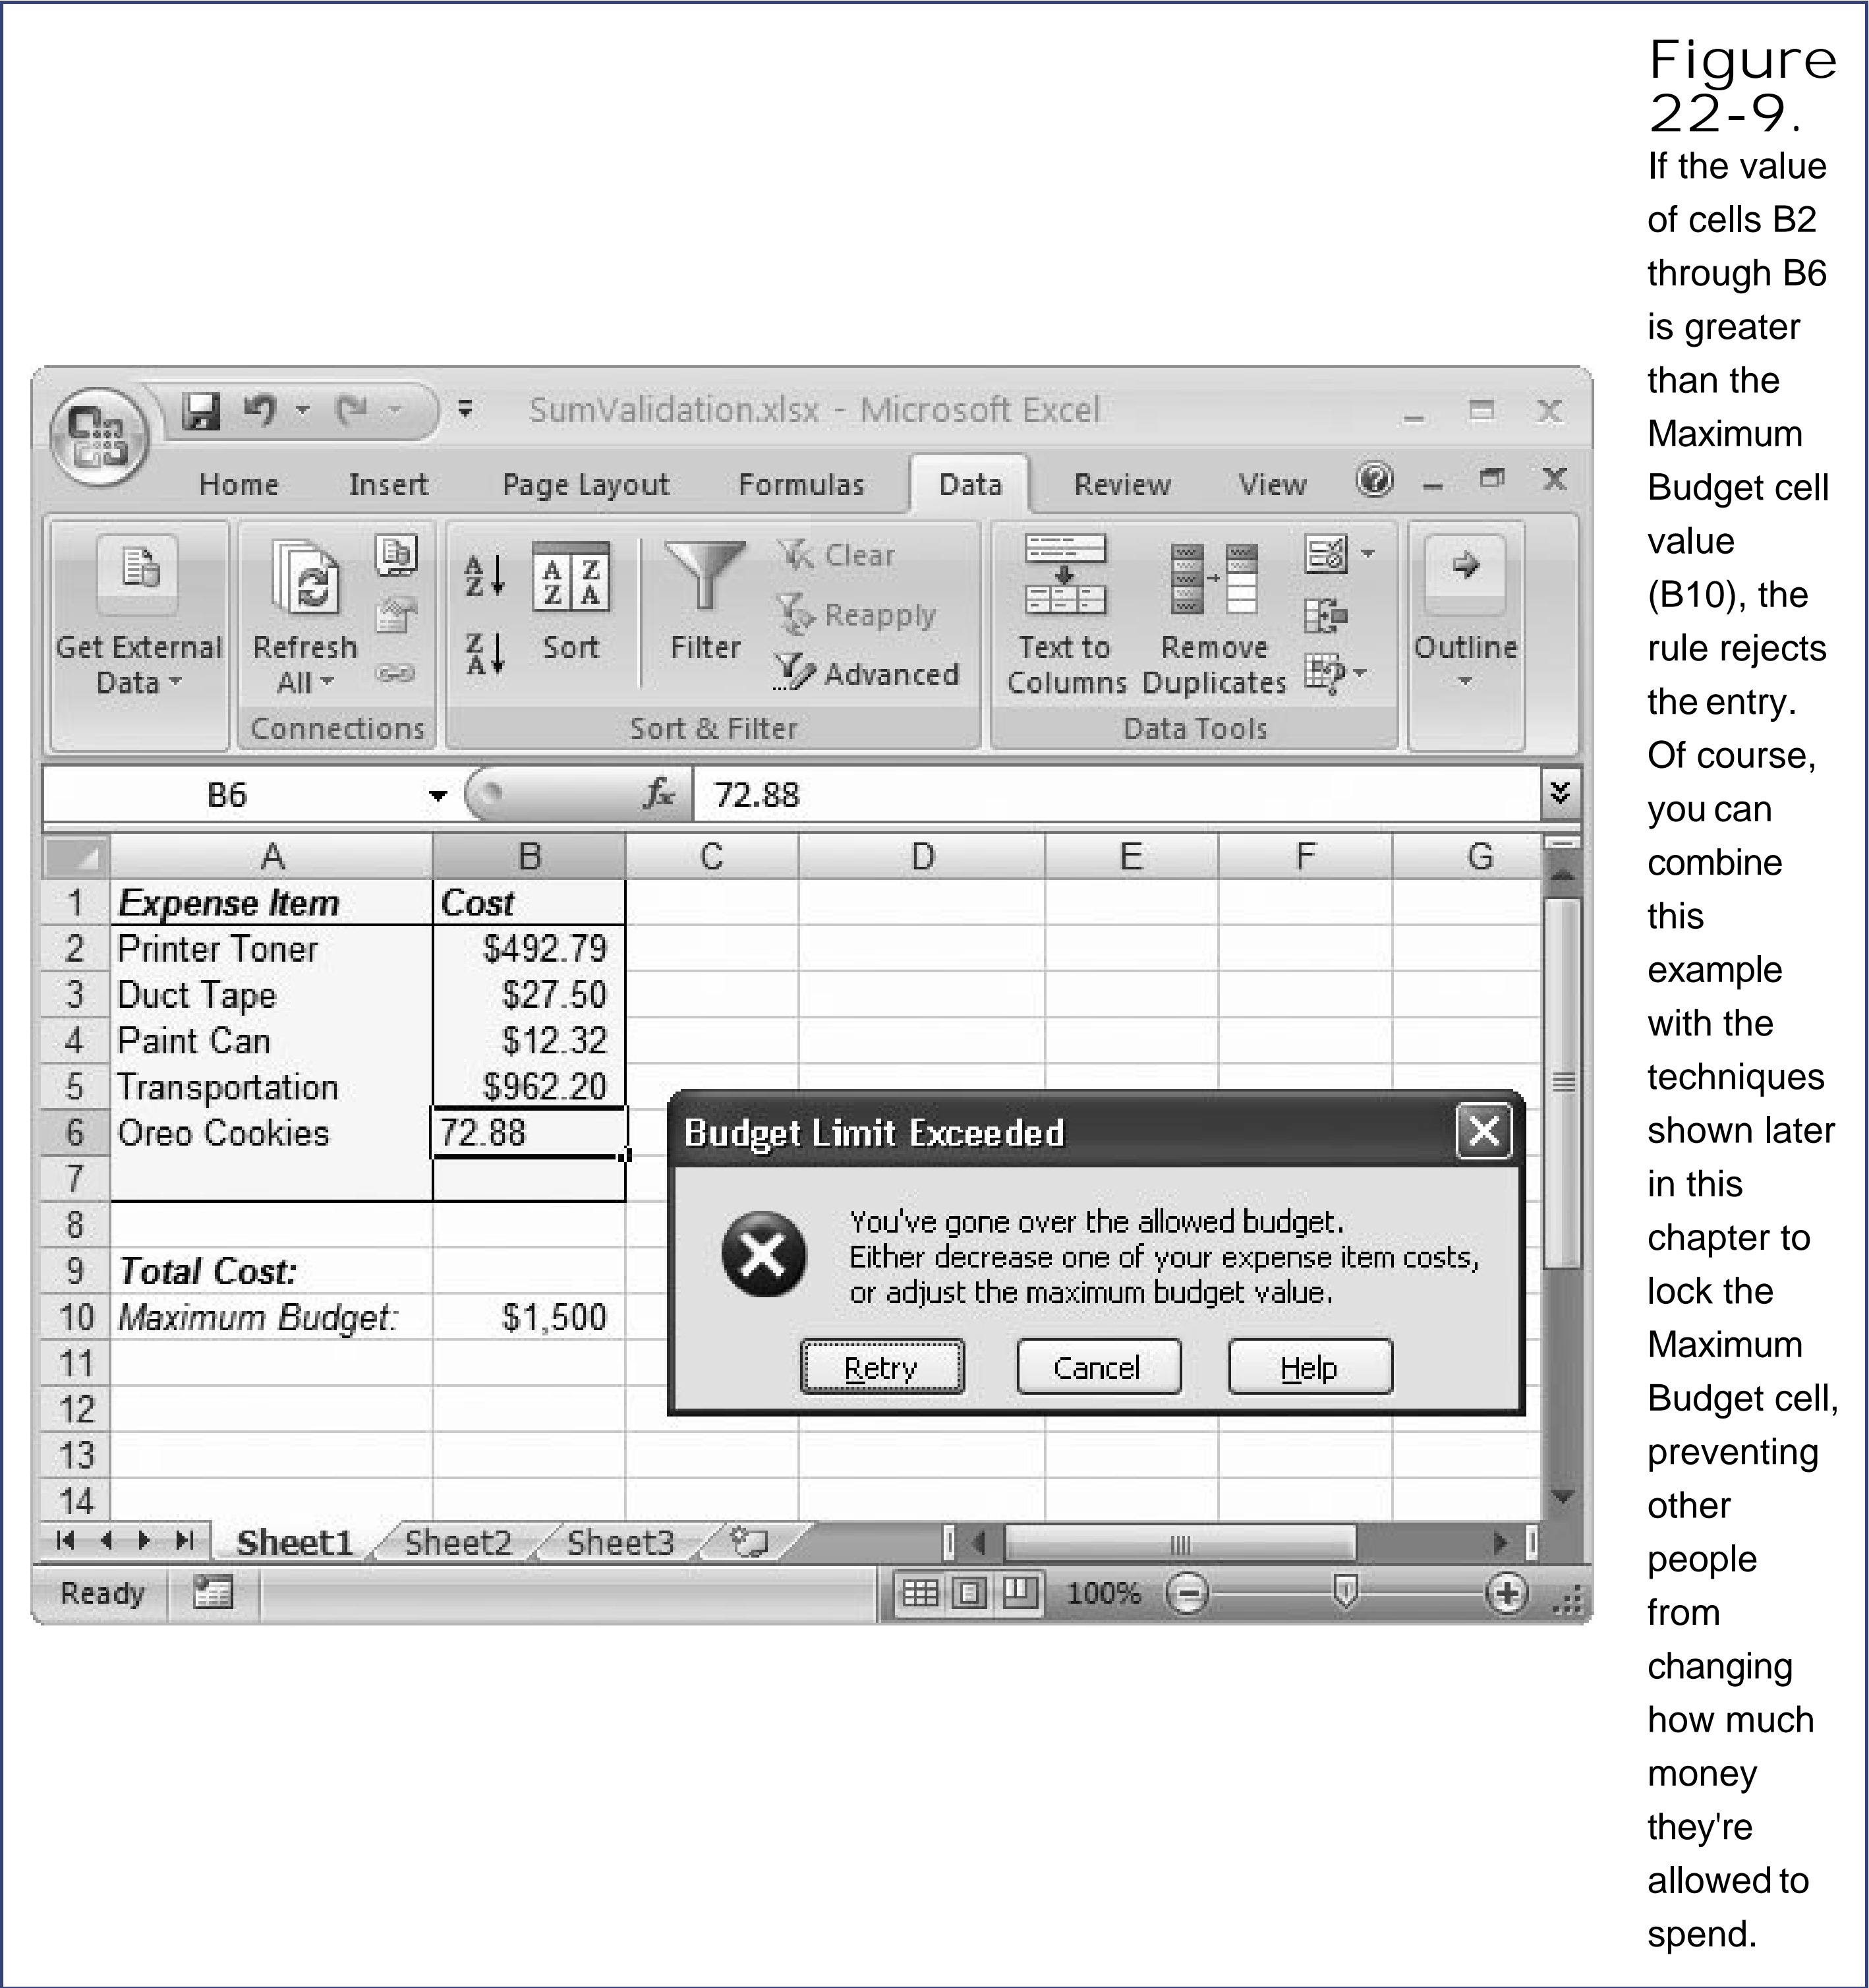 Figure
22-9.
If the value
of cells B2
through B6
is greater
than the
Maximum
Budget cell
value
(B10), the
rule rejects
the entry.
Of course,
you can
combine
this
example
with the
techniques
shown later
in this
chapter to
lock the
Maximum
Budget cell,
preventing
other
people
from
changing
how much
money
they're
allowed to
spend.
SumValidation.xlsx - Microsoft Excel
Home Insert Page Layout Formulas Data Review View
Get External Data
Refresh All
Connections
A Z
Z A
A Z Z A
Sort
Filter
Clear
Reapply
Advanced
Sort & Filter
Text to Columns
Remove Duplicates
Data Tools
Outline
B6 fx 72.88
A B C D E F G
1 Expense Item Cost
2 Printer Toner $492.79
3 Duct Tape $27.50
4 Paint Can $12.32
5 Transportation $962.20
6 Oreo Cookies 72.88
7
8
9 Total Cost:
10 Maximum Budget: $1,500
11
12
13
14
Budget Limit Exceeded
You've gone over the allowed budget.
Either decrease one of your expense item costs,
or adjust the maximum budget value.
Retry Cancel Help
Sheet1 Sheet2 Sheet3
Ready 100%